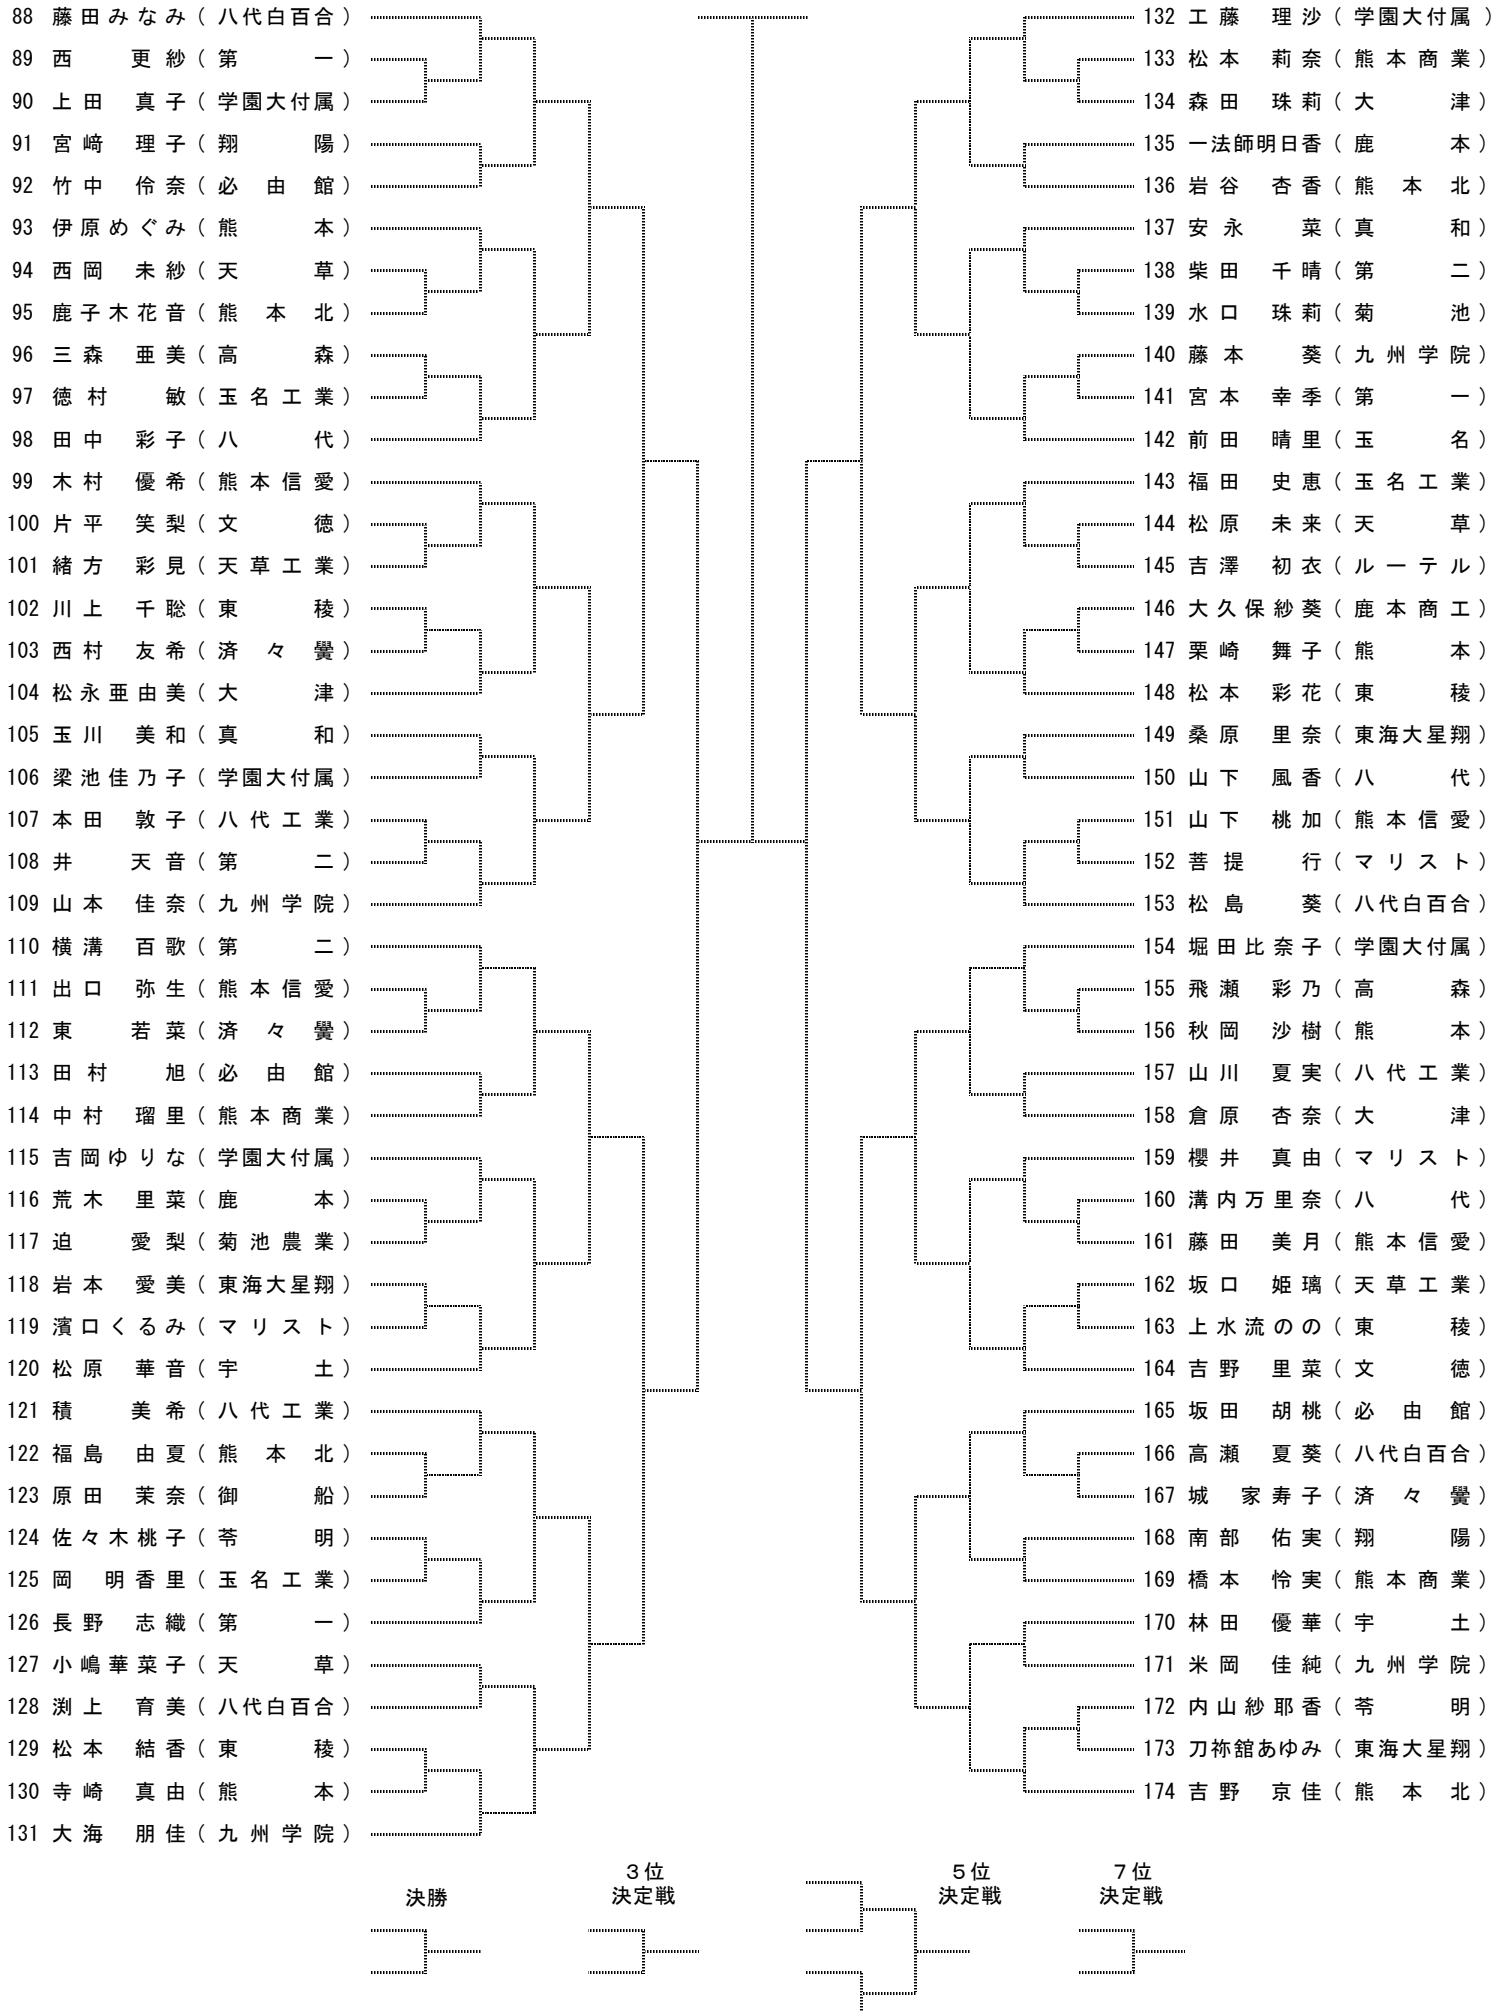 88 藤田みなみ（八代白百合）
89 西 更紗（第一）
90 上田 真子（学園大付属）
91 宮﨑 理子（翔陽）
92 竹中 伶奈（必由館）
93 伊原めぐみ（熊本）
94 西岡 未紗（天草）
95 鹿子木花音（熊本北）
96 三森 亜美（高森）
97 徳村 敏（玉名工業）
98 田中 彩子（八代）
99 木村 優希（熊本信愛）
100 片平 笑梨（文徳）
101 緒方 彩見（天草工業）
102 川上 千聡（東稜）
103 西村 友希（済々黌）
104 松永亜由美（大津）
105 玉川 美和（真和）
106 梁池佳乃子（学園大付属）
107 本田 敦子（八代工業）
108 井 天音（第二）
109 山本 佳奈（九州学院）
110 横溝 百歌（第二）
111 出口 弥生（熊本信愛）
112 東 若菜（済々黌）
113 田村 旭（必由館）
114 中村 瑠里（熊本商業）
115 吉岡ゆりな（学園大付属）
116 荒木 里菜（鹿本）
117 迫 愛梨（菊池農業）
118 岩本 愛美（東海大星翔）
119 濱口くるみ（マリスト）
120 松原 華音（宇土）
121 積 美希（八代工業）
122 福島 由夏（熊本北）
123 原田 茉奈（御船）
124 佐々木桃子（苓明）
125 岡 明香里（玉名工業）
126 長野 志織（第一）
127 小嶋華菜子（天草）
128 渕上 育美（八代白百合）
129 松本 結香（東稜）
130 寺崎 真由（熊本）
131 大海 朋佳（九州学院）
132 工藤 理沙（学園大付属）
133 松本 莉奈（熊本商業）
134 森田 珠莉（大津）
135 一法師明日香（鹿本）
136 岩谷 杏香（熊本北）
137 安永 菜（真和）
138 柴田 千晴（第二）
139 水口 珠莉（菊池）
140 藤本 葵（九州学院）
141 宮本 幸季（第一）
142 前田 晴里（玉名）
143 福田 史恵（玉名工業）
144 松原 未来（天草）
145 吉澤 初衣（ルーテル）
146 大久保紗葵（鹿本商工）
147 栗崎 舞子（熊本）
148 松本 彩花（東稜）
149 桑原 里奈（東海大星翔）
150 山下 風香（八代）
151 山下 桃加（熊本信愛）
152 菩提 行（マリスト）
153 松島 葵（八代白百合）
154 堀田比奈子（学園大付属）
155 飛瀬 彩乃（高森）
156 秋岡 沙樹（熊本）
157 山川 夏実（八代工業）
158 倉原 杏奈（大津）
159 櫻井 真由（マリスト）
160 溝内万里奈（八代）
161 藤田 美月（熊本信愛）
162 坂口 姫璃（天草工業）
163 上水流のの（東稜）
164 吉野 里菜（文徳）
165 坂田 胡桃（必由館）
166 高瀬 夏葵（八代白百合）
167 城 家寿子（済々黌）
168 南部 佑実（翔陽）
169 橋本 怜実（熊本商業）
170 林田 優華（宇土）
171 米岡 佳純（九州学院）
172 内山紗耶香（苓明）
173 刀祢舘あゆみ（東海大星翔）
174 吉野 京佳（熊本北）
決勝
３位
決定戦
５位
決定戦
７位
決定戦